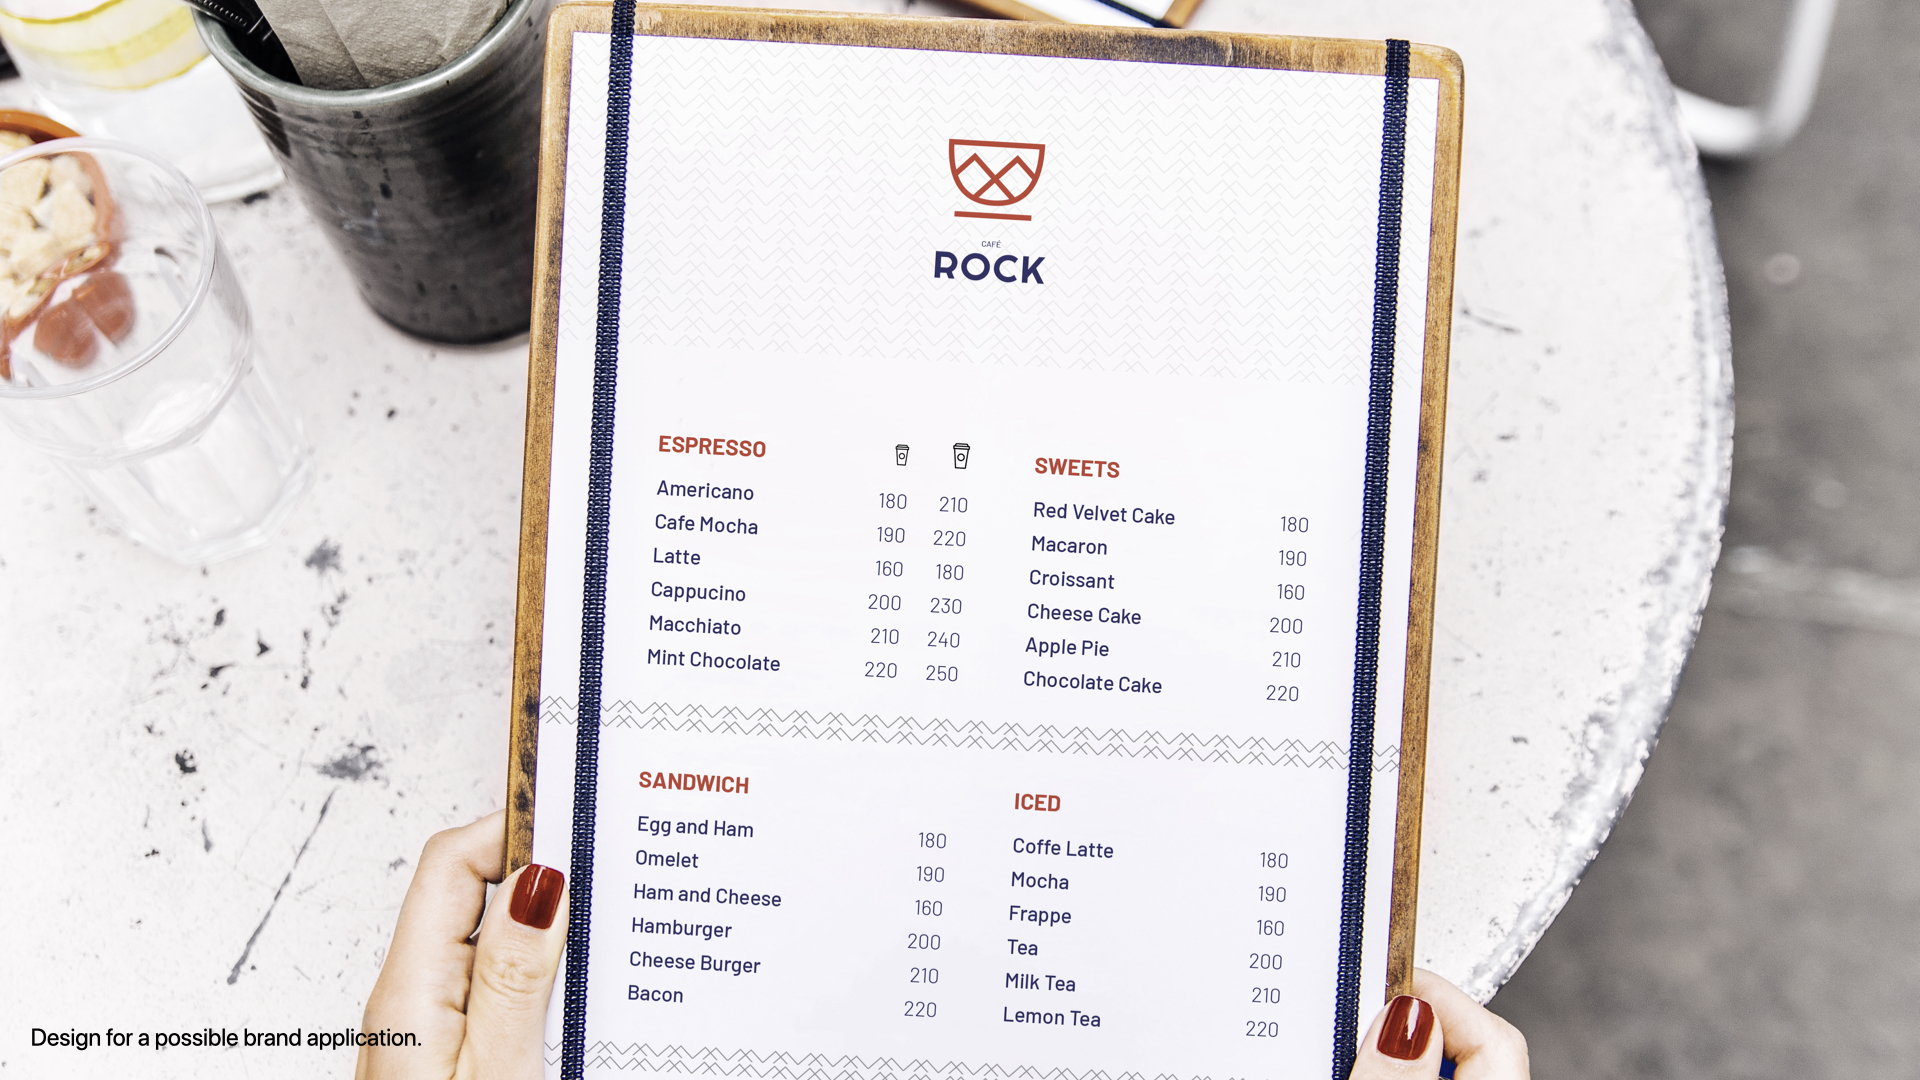 CAFÉ
ROCK
ESPRESSO
Americano 180 210
Cafe Mocha 190 220
Latte 160 180
Cappucino 200 230
Macchiato 210 240
Mint Chocolate 220 250
SWEETS
Red Velvet Cake 180
Macaron 190
Croissant 160
Cheese Cake 200
Apple Pie 210
Chocolate Cake 220
SANDWICH
Egg and Ham 180
Omelet 190
Ham and Cheese 160
Hamburger 200
Cheese Burger 210
Bacon 220
ICED
Coffe Latte 180
Mocha 190
Frappe 160
Tea 200
Milk Tea 210
Lemon Tea 220
Design for a possible brand application.